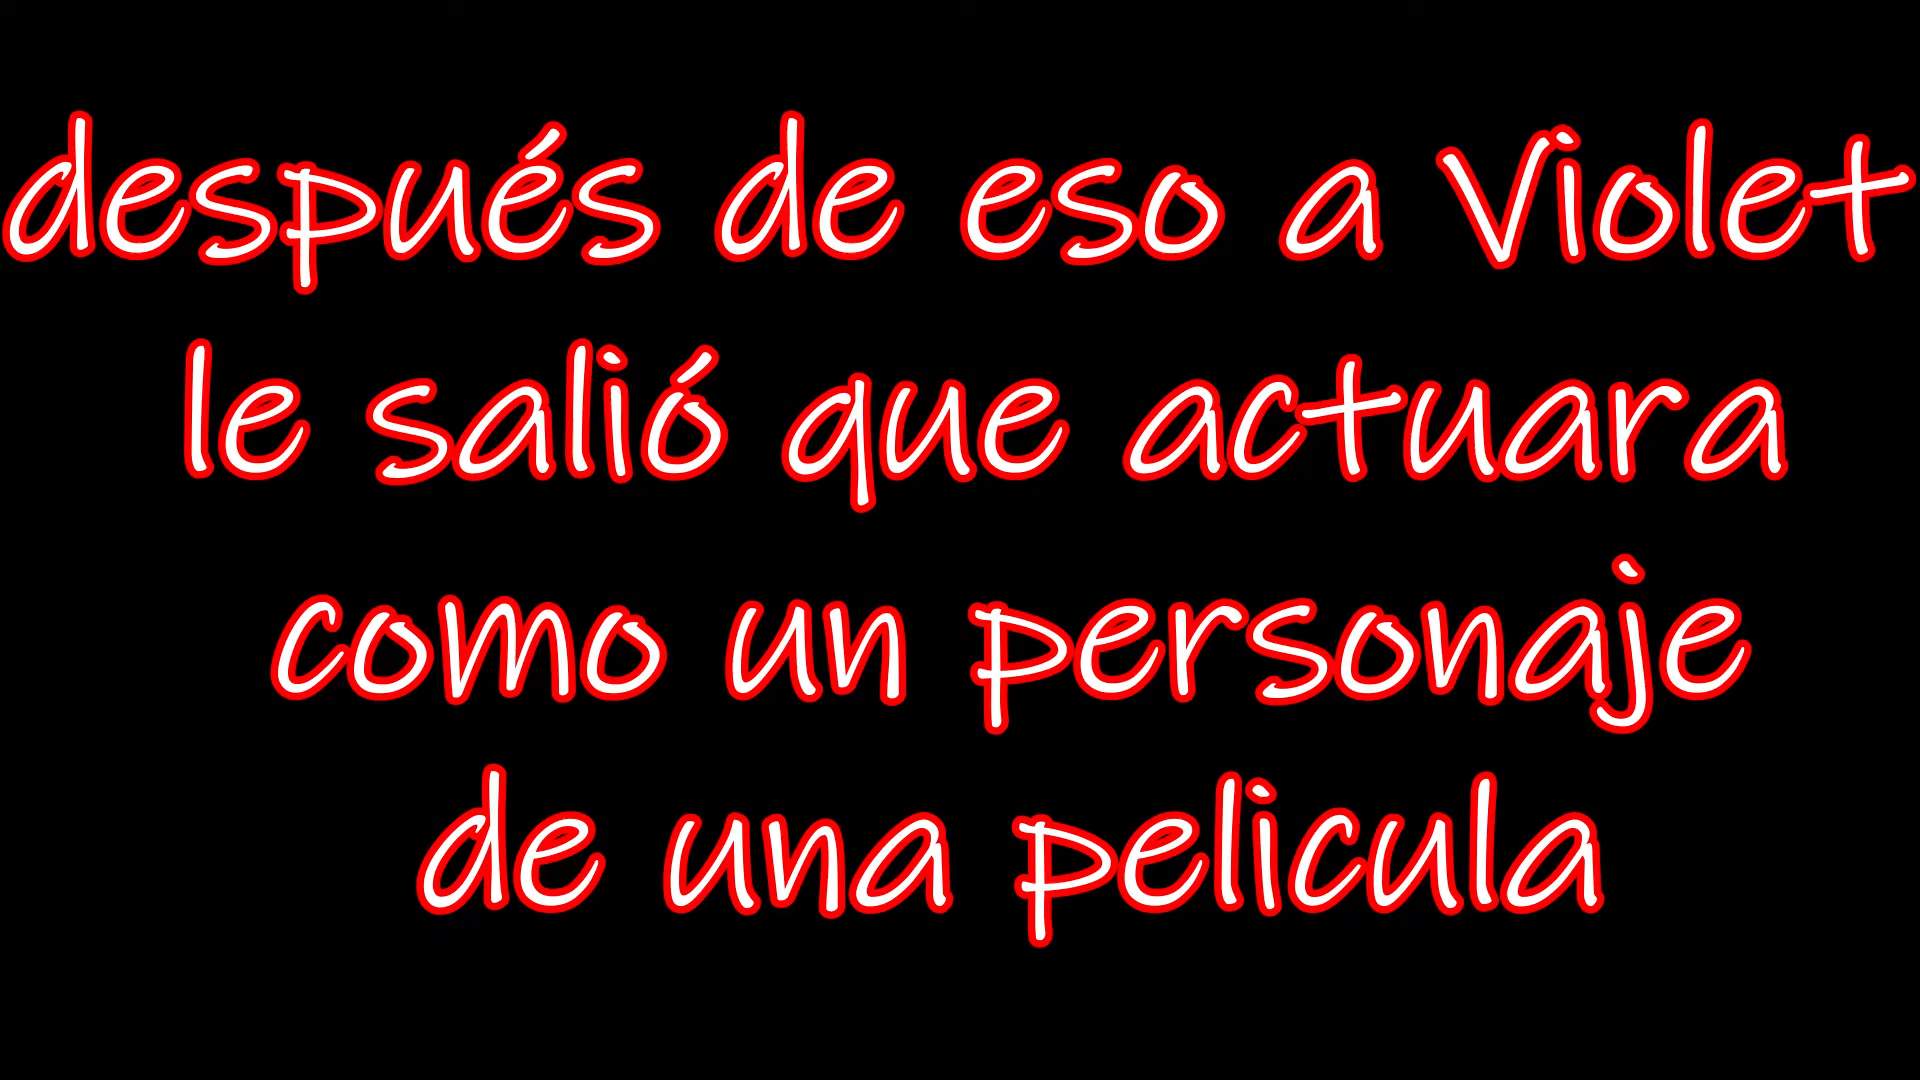 después de eso a Violet
le salió que actuara
como un personaje
de una pelicula